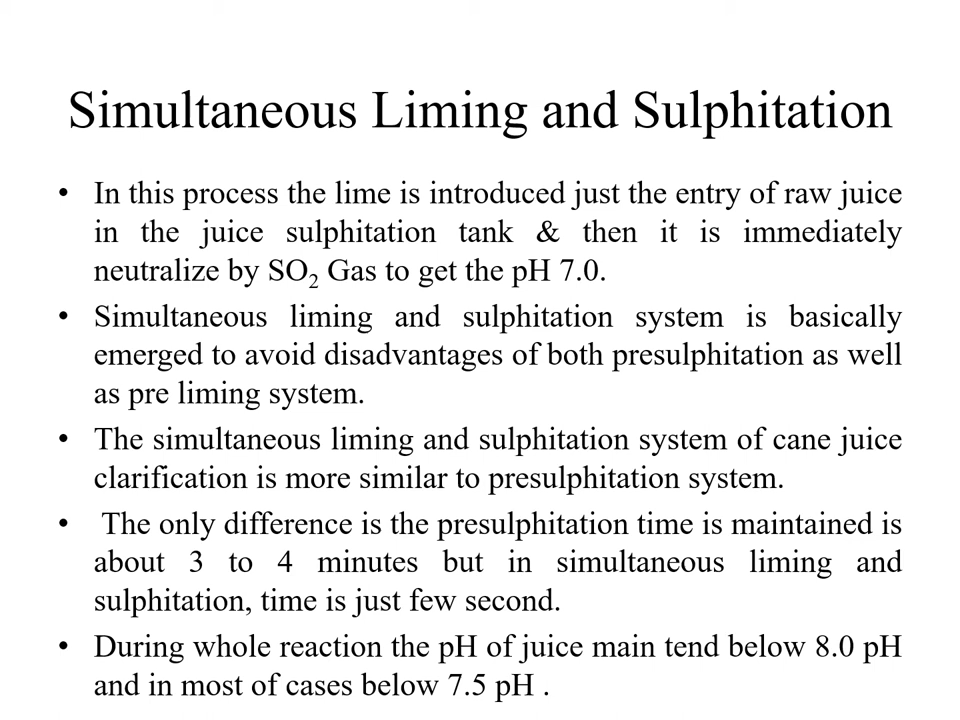 Simultaneous Liming and Sulphitation
• In this process the lime is introduced just the entry of raw juice
in the juice sulphitation tank & then it is immediately
neutralize by SO₂ Gas to get the pH 7.0.
• Simultaneous liming and sulphitation system is basically
emerged to avoid disadvantages of both presulphitation as well
as pre liming system.
• The simultaneous liming and sulphitation system of cane juice
clarification is more similar to presulphitation system.
• The only difference is the presulphitation time is maintained is
about 3 to 4 minutes but in simultaneous liming and
sulphitation, time is just few second.
• During whole reaction the pH of juice main tend below 8.0 pH
and in most of cases below 7.5 pH .